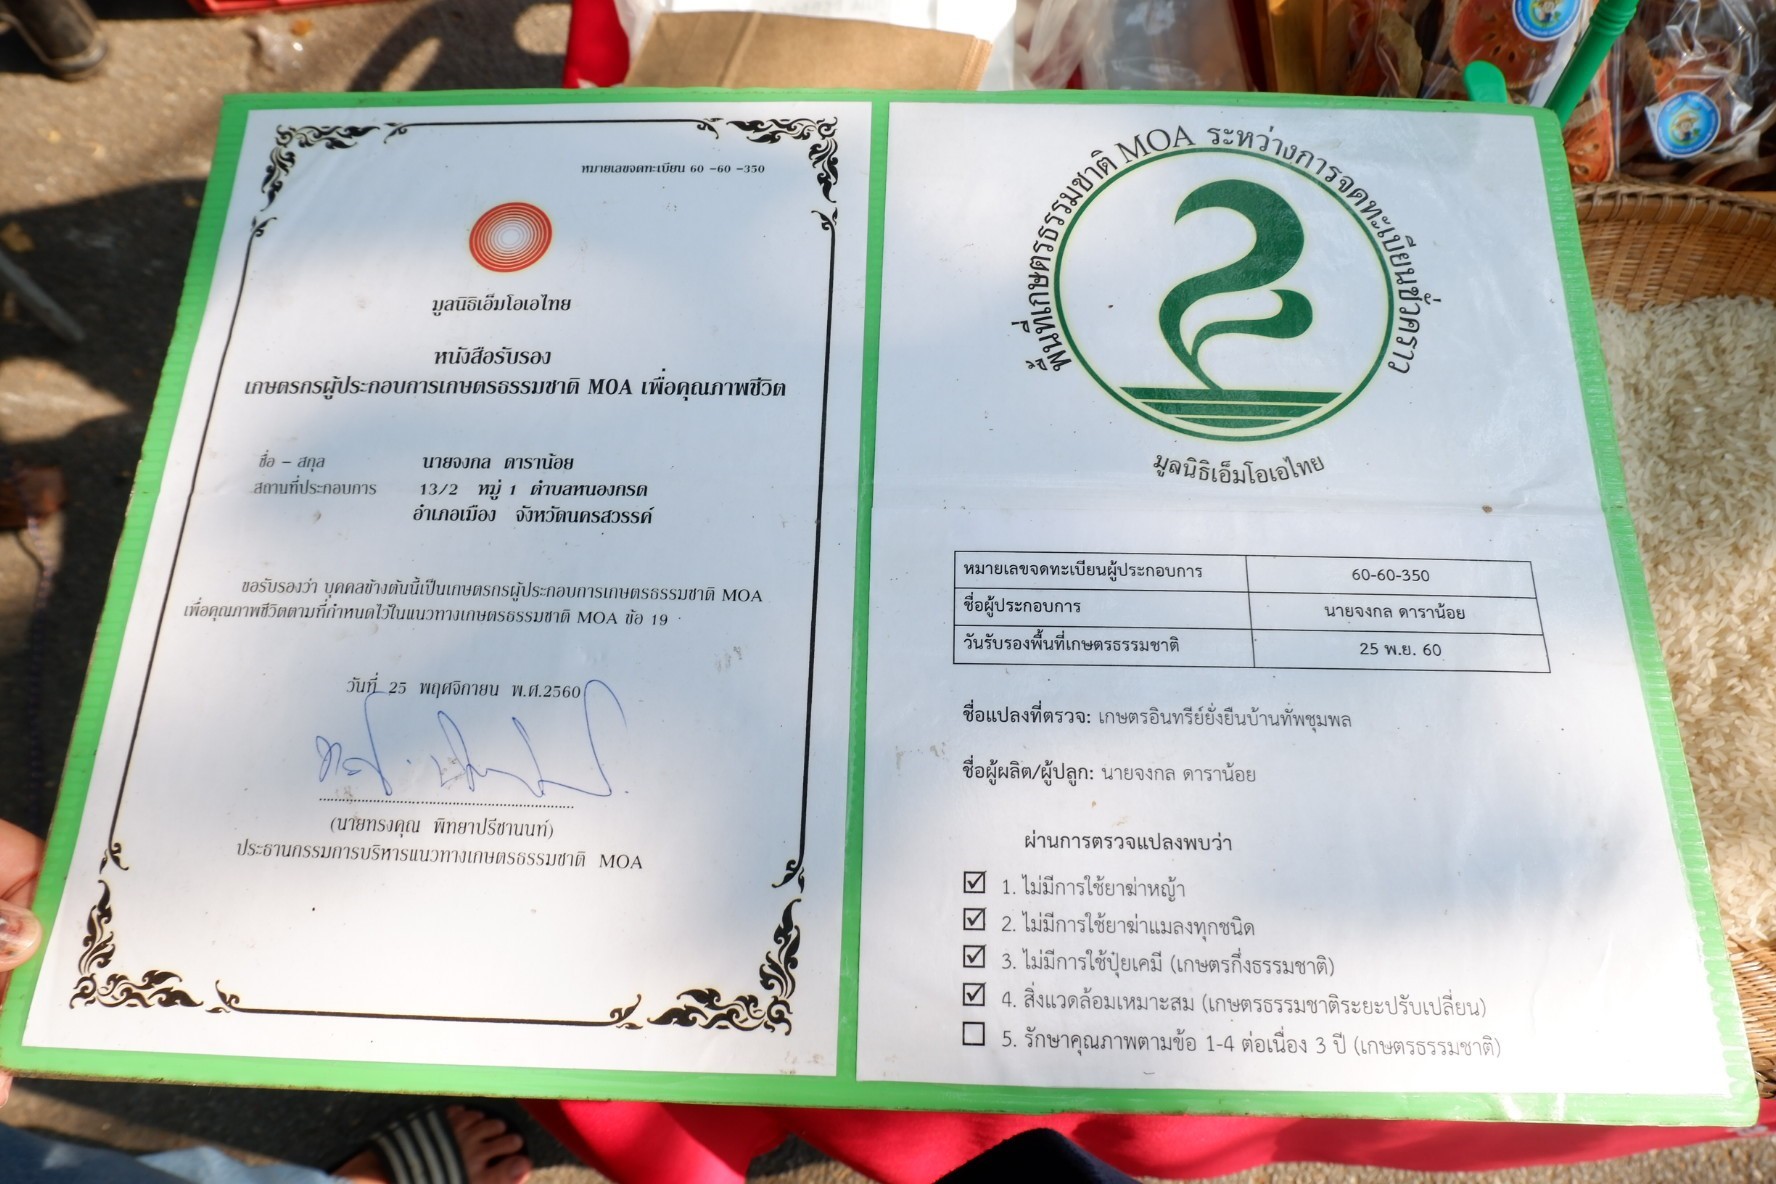 หมายเลขจดทะเบียน 60 -60 -350
มูลนิธิเอ็มโอเอไทย
หนังสือรับรอง
เกษตรกรผู้ประกอบการเกษตรธรรมชาติ MOA เพื่อคุณภาพชีวิต
ชื่อ - สกุล นายจงกล ดาราน้อย
สถานที่ประกอบการ 13/2 หมู่ 1 ตำบลหนองกรด
อำเภอเมือง จังหวัดนครสวรรค์
ขอรับรองว่า บุคคลข้างต้นนี้เป็นเกษตรกรผู้ประกอบการเกษตรธรรมชาติ MOA
เพื่อคุณภาพชีวิตตามที่กำหนดไว้ในแนวทางเกษตรธรรมชาติ MOA ข้อ 19
วันที่ 25 พฤศจิกายน พ.ศ.2560
(นายทรงคุณ พิทยาปรีชานนท์)
ประธานกรรมการบริหารแนวทางเกษตรธรรมชาติ MOA
พื้นที่เกษตรธรรมชาติ MOA ระหว่างการจดทะเบียนชั่วคราว
มูลนิธิเอ็มโอเอไทย
หมายเลขจดทะเบียนผู้ประกอบการ 60-60-350
ชื่อผู้ประกอบการ นายจงกล ดาราน้อย
วันรับรองพื้นที่เกษตรธรรมชาติ 25 พ.ย. 60
ชื่อแปลงที่ตรวจ: เกษตรอินทรีย์ยั่งยืนบ้านทัพชุมพล
ชื่อผู้ผลิต/ผู้ปลูก: นายจงกล ดาราน้อย
ผ่านการตรวจแปลงพบว่า
1. ไม่มีการใช้ยาฆ่าหญ้า
2. ไม่มีการใช้ยาฆ่าแมลงทุกชนิด
3. ไม่มีการใช้ปุ๋ยเคมี (เกษตรกึ่งธรรมชาติ)
4. สิ่งแวดล้อมเหมาะสม (เกษตรธรรมชาติระยะปรับเปลี่ยน)
5. รักษาคุณภาพตามข้อ 1-4 ต่อเนื่อง 3 ปี (เกษตรธรรมชาติ)